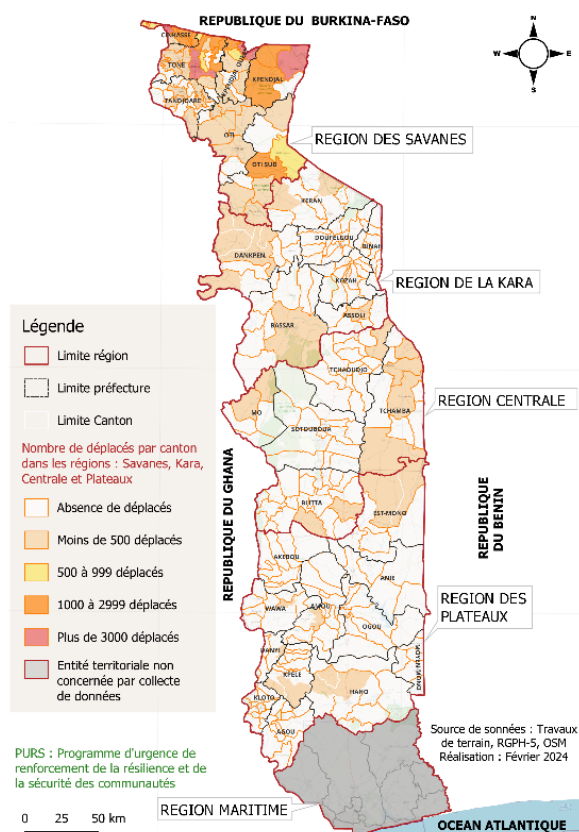 REPUBLIQUE DU BURKINA-FASO
N
W
E
S
CINKASSE
TONE
KPENDJAL
TANDJOARE
OTI
REGION DES SAVANES
OTI SUD
KERAN
DOUFELGOU
BINAH
DANKPEN
KOZAH
REGION DE LA KARA
ASSOLI
BASSAR
TCHAOUDJO
TCHAMBA
REGION CENTRALE
MO
SOTOUBOUA
REPUBLIQUE DU GHANA
REPUBLIQUE
DU BENIN
BLITTA
EST-MONO
AKEBOU
ANIE
REGION DES
PLATEAUX
WAWA
AMOU
OGOU
DANYI
MOYEN MONO
KPELE
HAHO
KLOTO
AGOU
Légende
Limite région
Limite préfecture
Limite Canton
Nombre de déplacés par canton
dans les régions : Savanes, Kara,
Centrale et Plateaux
Absence de déplacés
Moins de 500 déplacés
500 à 999 déplacés
1000 à 2999 déplacés
Plus de 3000 déplacés
Entité territoriale non
concernée par collecte
de données
PURS : Programme d'urgence de
renforcement de la résilience et de
la sécurité des communautés
Source de sonnées : Travaux
de terrain, RGPH-5, OSM
Réalisation : Février 2024
REGION MARITIME
0 25 50 km
OCEAN ATLANTIQUE